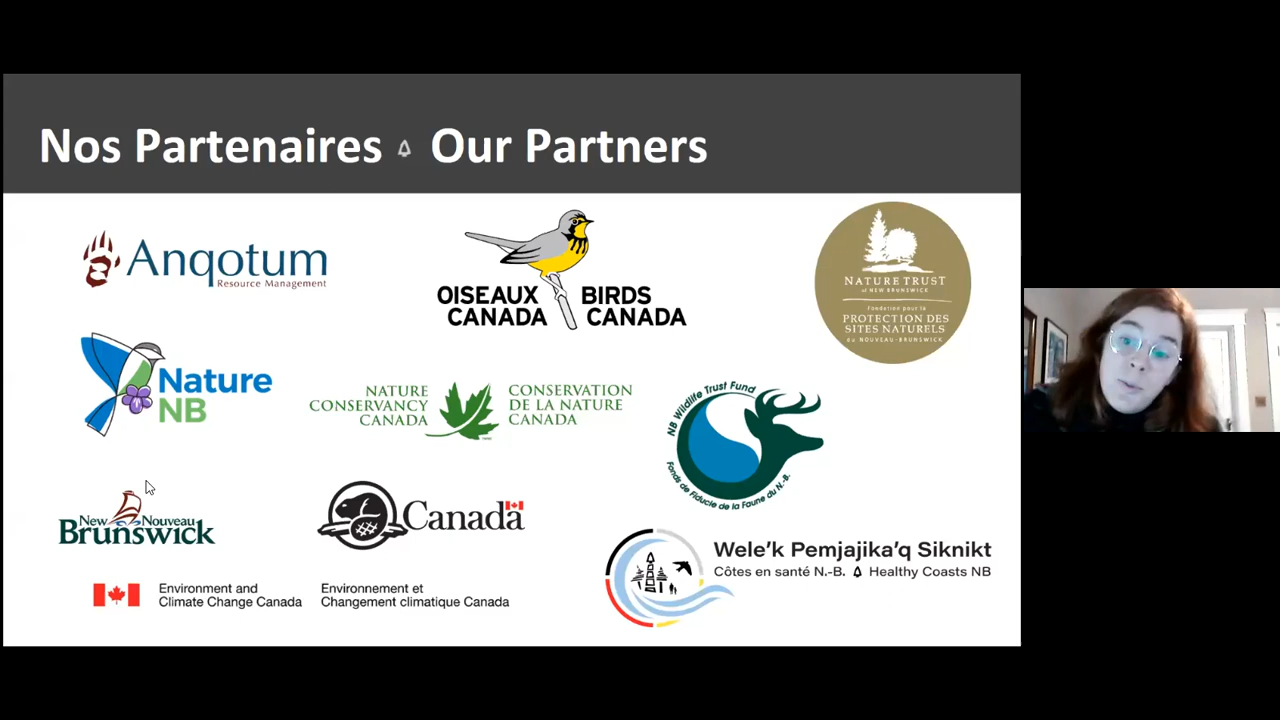 Nos Partenaires Our Partners
Anqotum
Resource Management
OISEAUX BIRDS
CANADA CANADA
NATURE TRUST
of NEW BRUNSWICK
Fondation pour la
PROTECTION DES
SITES NATURELS
du NOUVEAU-BRUNSWICK
Nature
NB
NATURE
CONSERVANCY
CANADA
CONSERVATION
DE LA NATURE
CANADA
NB Wildlife Trust Fund
Fonds de Fiducie de la Faune du N.-B.
New Nouveau
Brunswick
Canada
Wele'k Pemjajika'q Siknikt
Côtes en santé N.-B. Healthy Coasts NB
Environment and
Climate Change Canada
Environnement et
Changement climatique Canada